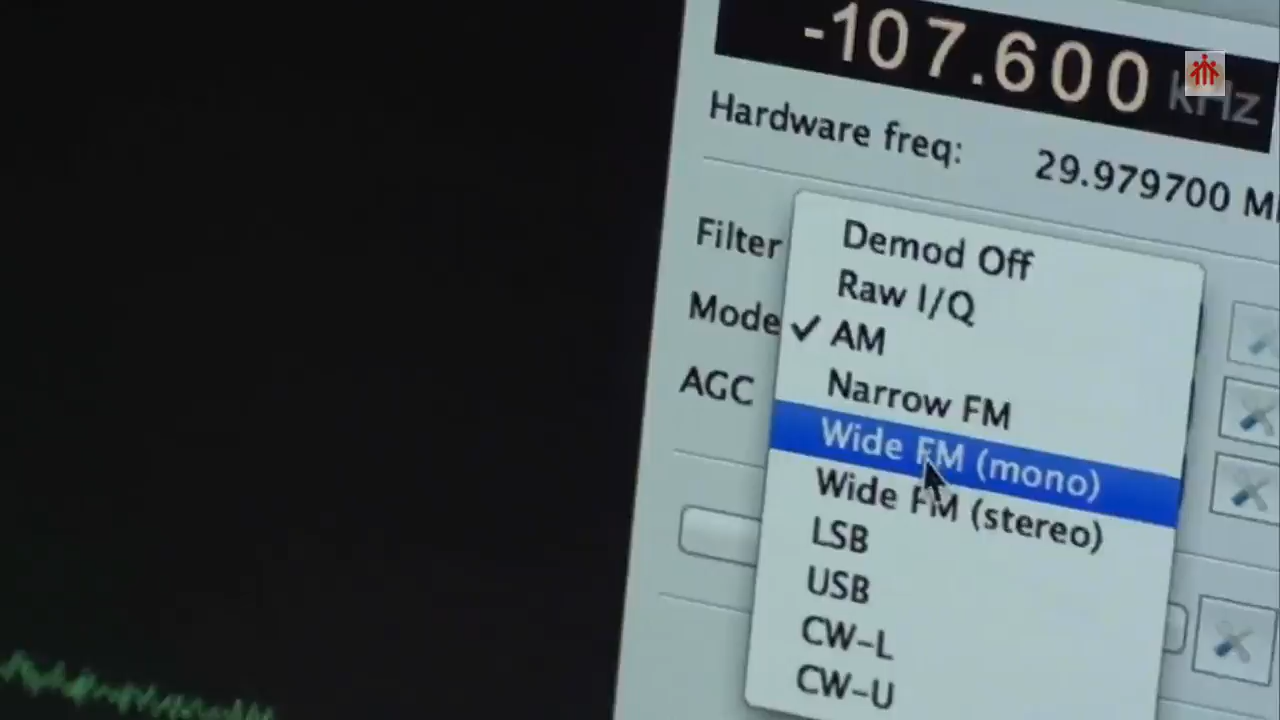 -107.600 kHz
Hardware freq: 29.979700 M
Filter
Mode
AGC
Demod Off
Raw I/Q
✓ AM
Narrow FM
Wide FM (mono)
Wide FM (stereo)
LSB
USB
CW-L
CW-U